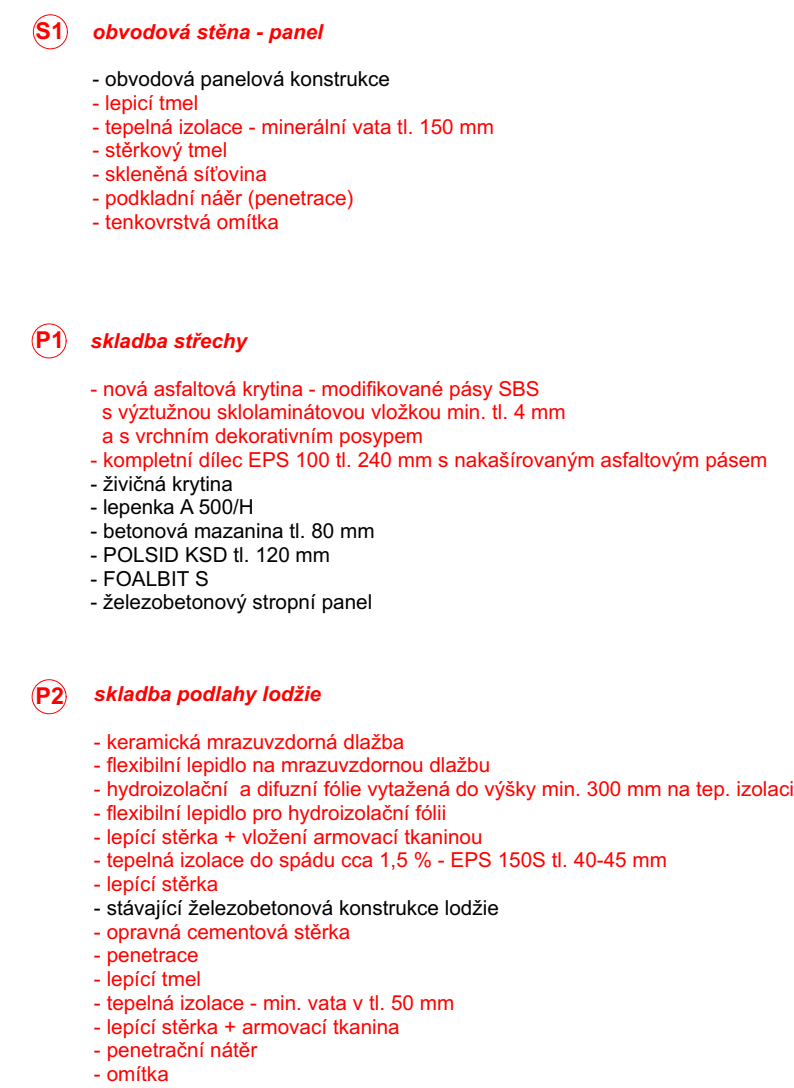 S1 obvodová stěna - panel
- obvodová panelová konstrukce
- lepicí tmel
- tepelná izolace - minerální vata tl. 150 mm
- stěrkový tmel
- skleněná síťovina
- podkladní náěr (penetrace)
- tenkovrstvá omítka
P1 skladba střechy
- nová asfaltová krytina - modifikované pásy SBS
s výztužnou sklolaminátovou vložkou min. tl. 4 mm
a s vrchním dekorativním posypem
- kompletní dílec EPS 100 tl. 240 mm s nakašírovaným asfaltovým pásem
- živičná krytina
- lepenka A 500/H
- betonová mazanina tl. 80 mm
- POLSID KSD tl. 120 mm
- FOALBIT S
- železobetonový stropní panel
P2 skladba podlahy lodžie
- keramická mrazuvzdorná dlažba
- flexibilní lepidlo na mrazuvzdornou dlažbu
- hydroizolační  a difuzní fólie vytažená do výšky min. 300 mm na tep. izolaci
- flexibilní lepidlo pro hydroizolační fólii
- lepící stěrka + vložení armovací tkaninou
- tepelná izolace do spádu cca 1,5 % - EPS 150S tl. 40-45 mm
- lepící stěrka
- stávající železobetonová konstrukce lodžie
- opravná cementová stěrka
- penetrace
- lepící tmel
- tepelná izolace - min. vata v tl. 50 mm
- lepící stěrka + armovací tkanina
- penetrační nátěr
- omítka